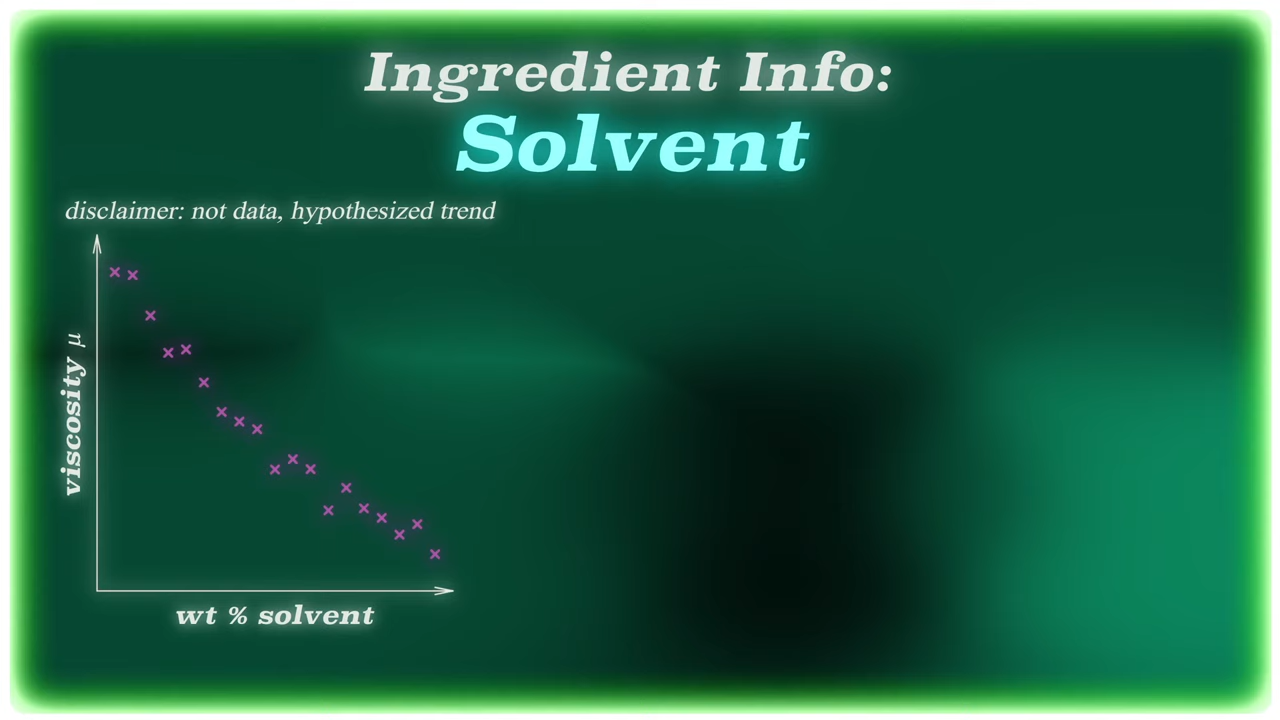 Ingredient Info:
Solvent
disclaimer: not data, hypothesized trend
viscosity μ
wt % solvent